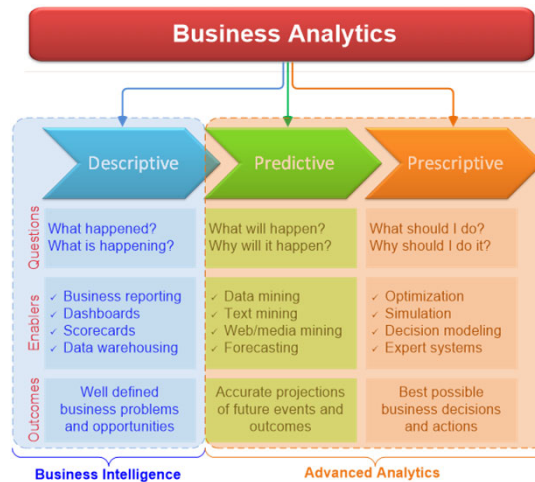 Business Analytics
Descriptive
Predictive
Prescriptive
Questions
What happened?
What is happening?
What will happen?
Why will it happen?
What should I do?
Why should I do it?
Enablers
✓ Business reporting
✓ Dashboards
✓ Scorecards
✓ Data warehousing
✓ Data mining
✓ Text mining
✓ Web/media mining
✓ Forecasting
✓ Optimization
✓ Simulation
✓ Decision modeling
✓ Expert systems
Outcomes
Well defined
business problems
and opportunities
Accurate projections
of future events and
outcomes
Best possible
business decisions
and actions
Business Intelligence
Advanced Analytics